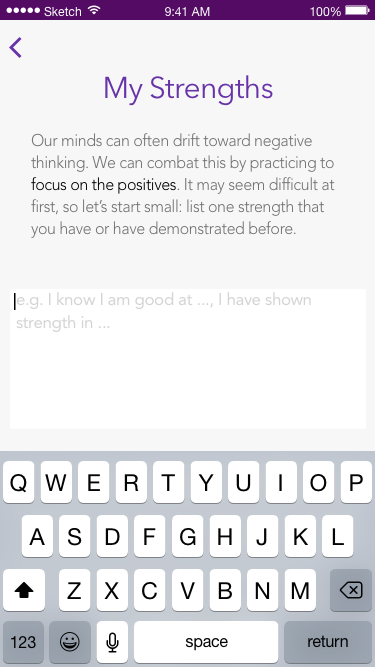 Sketch 9:41 AM 100%
My Strengths
Our minds can often drift toward negative
thinking. We can combat this by practicing to
focus on the positives. It may seem difficult at
first, so let's start small: list one strength that
you have or have demonstrated before.
e.g. I know I am good at ..., I have shown
strength in ...
Q W E R T Y U I O P
A S D F G H J K L
Z X C V B N M
123 space return